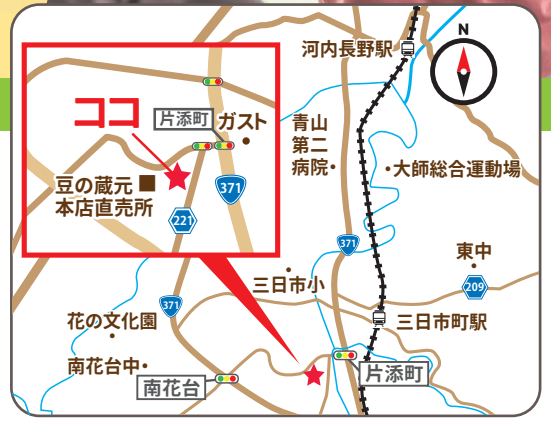 河内長野駅
N
ココ
片添町
ガスト
371
豆の蔵元
本店直売所
221
青山
第二
病院
大師総合運動場
371
東中
209
三日市小
371
花の文化園
三日市町駅
南花台中
南花台
片添町